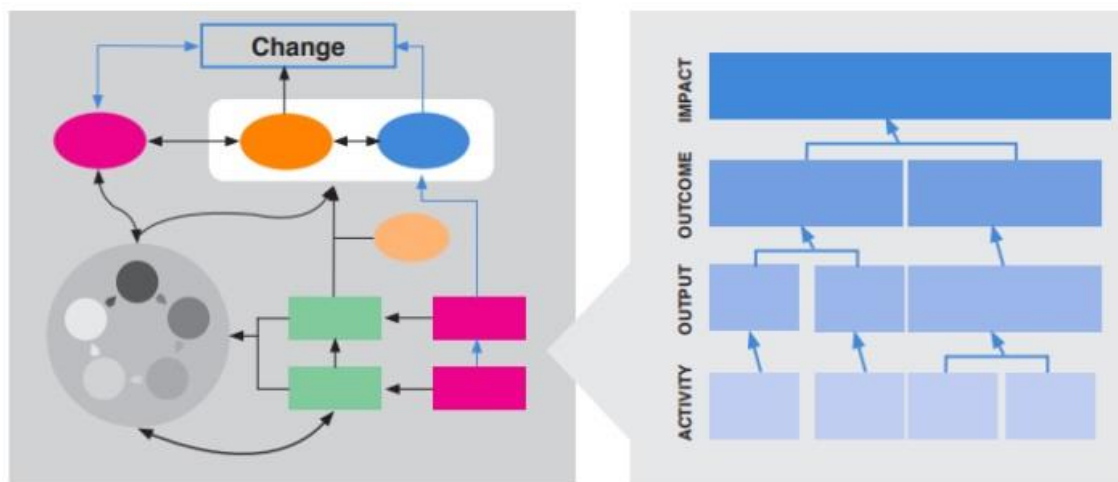 Change
IMPACT
OUTCOME
OUTPUT
ACTIVITY